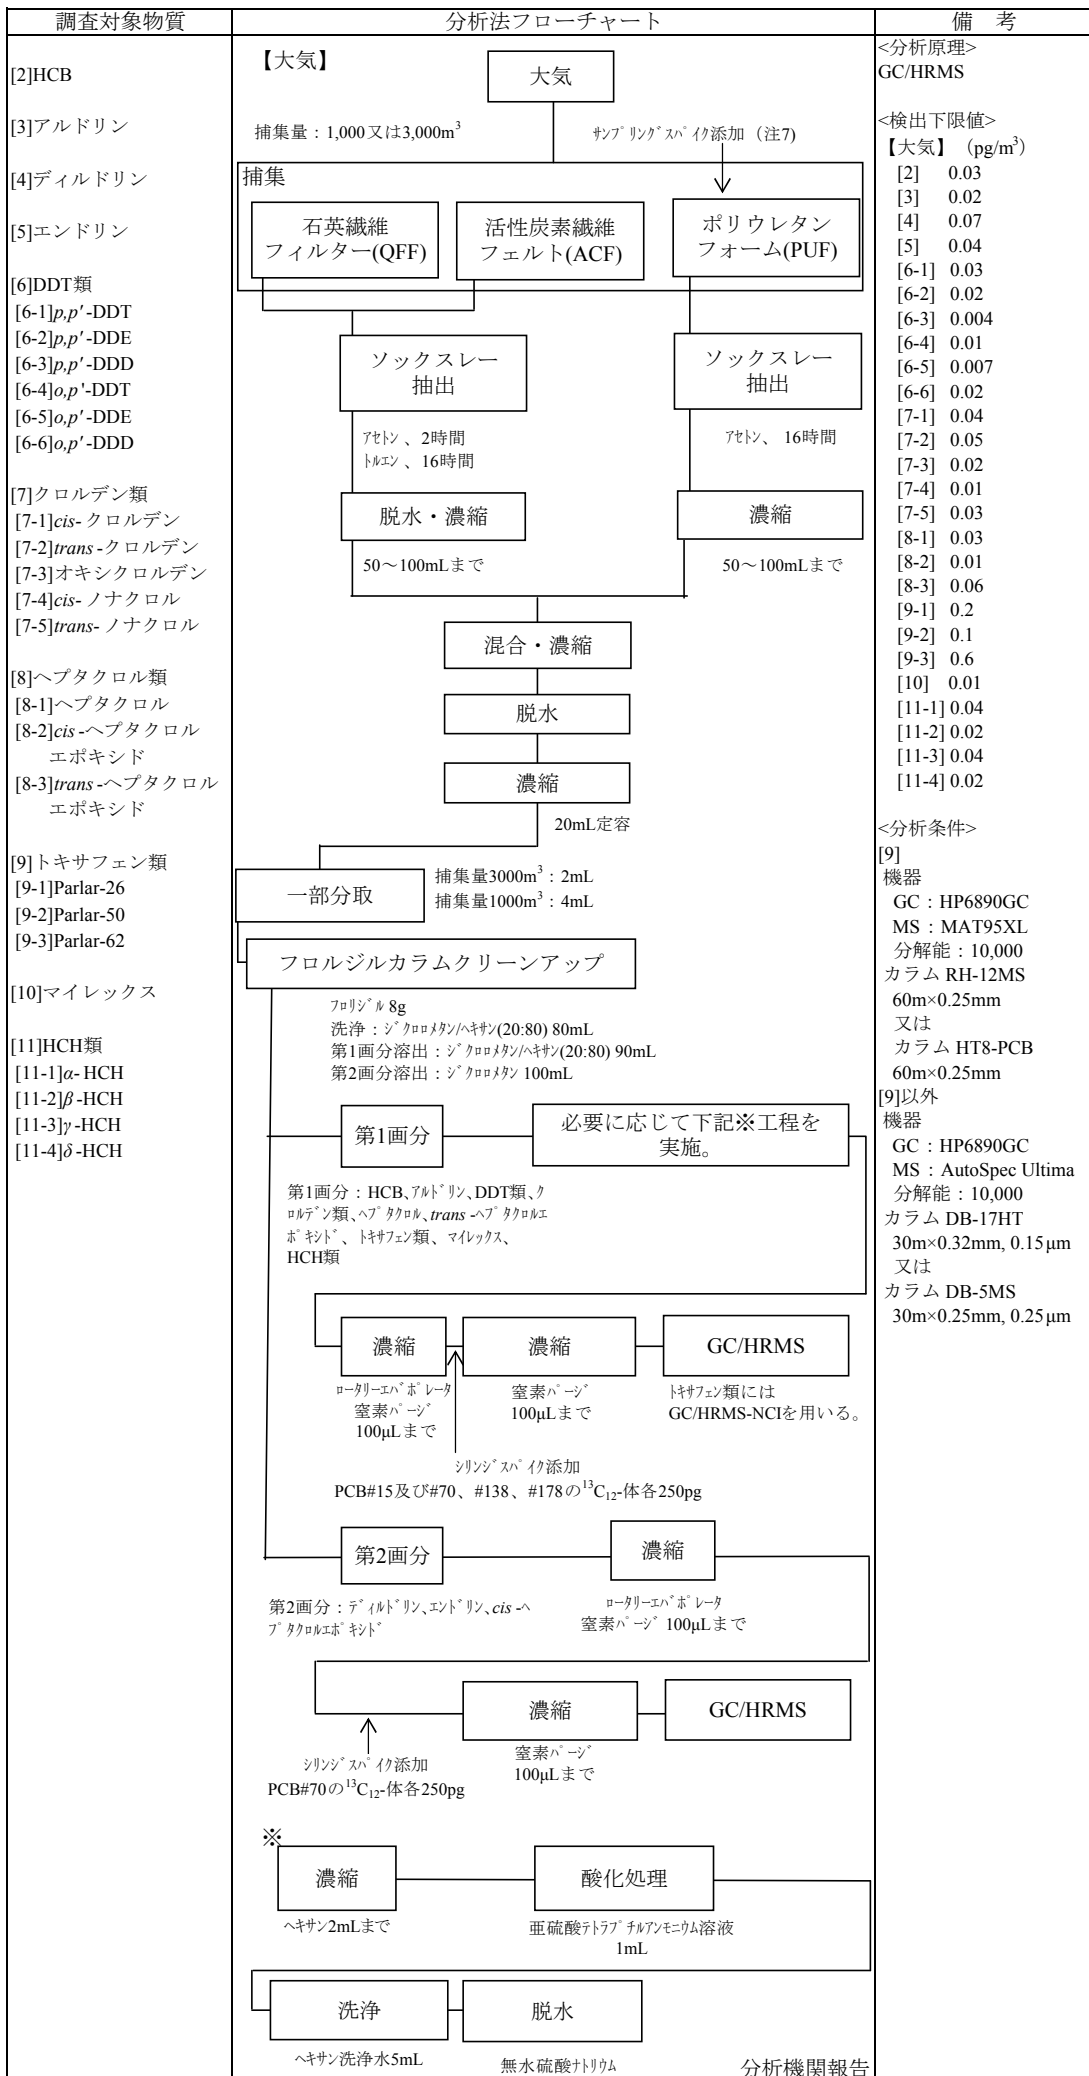 調査対象物質
分析法フローチャート
備　考
[2]HCB
[3]アルドリン
[4]ディルドリン
[5]エンドリン
[6]DDT類
[6-1]p,p'-DDT
[6-2]p,p'-DDE
[6-3]p,p'-DDD
[6-4]o,p'-DDT
[6-5]o,p'-DDE
[6-6]o,p'-DDD
[7]クロルデン類
[7-1]cis-クロルデン
[7-2]trans-クロルデン
[7-3]オキシクロルデン
[7-4]cis-ノナクロル
[7-5]trans-ノナクロル
[8]ヘプタクロル類
[8-1]ヘプタクロル
[8-2]cis-ヘプタクロル
エポキシド
[8-3]trans-ヘプタクロル
エポキシド
[9]トキサフェン類
[9-1]Parlar-26
[9-2]Parlar-50
[9-3]Parlar-62
[10]マイレックス
[11]HCH類
[11-1]α-HCH
[11-2]β-HCH
[11-3]γ-HCH
[11-4]δ-HCH
【大気】
大気
捕集量：1,000又は3,000m³
ｻﾝﾌﾟﾘﾝｸﾞｽﾊﾟｲｸ添加（注7)
捕集
石英繊維
フィルター(QFF)
活性炭素繊維
フェルト(ACF)
ポリウレタン
フォーム(PUF)
ソックスレー
抽出
ソックスレー
抽出
ｱｾﾄﾝ 、2時間
ﾄﾙｴﾝ 、16時間
ｱｾﾄﾝ、 16時間
脱水・濃縮
濃縮
50～100mLまで
50～100mLまで
混合・濃縮
脱水
濃縮
20mL定容
一部分取
捕集量3000m³：2mL
捕集量1000m³：4mL
フロルジルカラムクリーンアップ
ﾌﾛﾘｼﾞﾙ 8g
洗浄：ｼﾞｸﾛﾛﾒﾀﾝ/ﾍｷｻﾝ(20:80) 80mL
第1画分溶出：ｼﾞｸﾛﾛﾒﾀﾝ/ﾍｷｻﾝ(20:80) 90mL
第2画分溶出：ｼﾞｸﾛﾛﾒﾀﾝ 100mL
第1画分
必要に応じて下記※工程を
実施。
第1画分：HCB、ｱﾙﾄﾞﾘﾝ、DDT類、ｸ
ﾛﾙﾃﾞﾝ類、ﾍﾌﾟﾀｸﾛﾙ、trans-ﾍﾌﾟﾀｸﾛﾙｴ
ﾎﾟｷｼﾄﾞ、ﾄｷｻﾌｪﾝ類、ﾏｲﾚｯｸｽ、
HCH類
濃縮
濃縮
GC/HRMS
ﾛｰﾀﾘｰｴﾊﾞﾎﾟﾚｰﾀ
窒素ﾊﾟｰｼﾞ
100μLまで
窒素ﾊﾟｰｼﾞ
100μLまで
ﾄｷｻﾌｪﾝ類には
GC/HRMS-NCIを用いる。
ｼﾘﾝｼﾞｽﾊﾟｲｸ添加
PCB#15及び#70、#138、#178の¹³C₁₂-体各250pg
第2画分
濃縮
第2画分：ﾃﾞｨﾙﾄﾞﾘﾝ、ｴﾝﾄﾞﾘﾝ、cis-ﾍ
ﾌﾟﾀｸﾛﾙｴﾎﾟｷｼﾄﾞ
ﾛｰﾀﾘｰｴﾊﾞﾎﾟﾚｰﾀ
窒素ﾊﾟｰｼﾞ 100μLまで
濃縮
GC/HRMS
窒素ﾊﾟｰｼﾞ
100μLまで
ｼﾘﾝｼﾞｽﾊﾟｲｸ添加
PCB#70の¹³C₁₂-体各250pg
※
濃縮
酸化処理
ﾍｷｻﾝ2mLまで
亜硫酸ﾃﾄﾗﾌﾞﾁﾙｱﾝﾓﾆｳﾑ溶液
1mL
洗浄
脱水
ﾍｷｻﾝ洗浄水5mL
無水硫酸ﾅﾄﾘｳﾑ
分析機関報告
<分析原理>
GC/HRMS
<検出下限値>
【大気】（pg/m³）
[2] 0.03
[3] 0.02
[4] 0.07
[5] 0.04
[6-1] 0.03
[6-2] 0.02
[6-3] 0.004
[6-4] 0.01
[6-5] 0.007
[6-6] 0.02
[7-1] 0.04
[7-2] 0.05
[7-3] 0.02
[7-4] 0.01
[7-5] 0.03
[8-1] 0.03
[8-2] 0.01
[8-3] 0.06
[9-1] 0.2
[9-2] 0.1
[9-3] 0.6
[10] 0.01
[11-1] 0.04
[11-2] 0.02
[11-3] 0.04
[11-4] 0.02
<分析条件>
[9]
機器
GC：HP6890GC
MS：MAT95XL
分解能：10,000
カラム RH-12MS
60m×0.25mm
又は
カラム HT8-PCB
60m×0.25mm
[9]以外
機器
GC：HP6890GC
MS：AutoSpec Ultima
分解能：10,000
カラム DB-17HT
30m×0.32mm, 0.15μm
又は
カラム DB-5MS
30m×0.25mm, 0.25μm